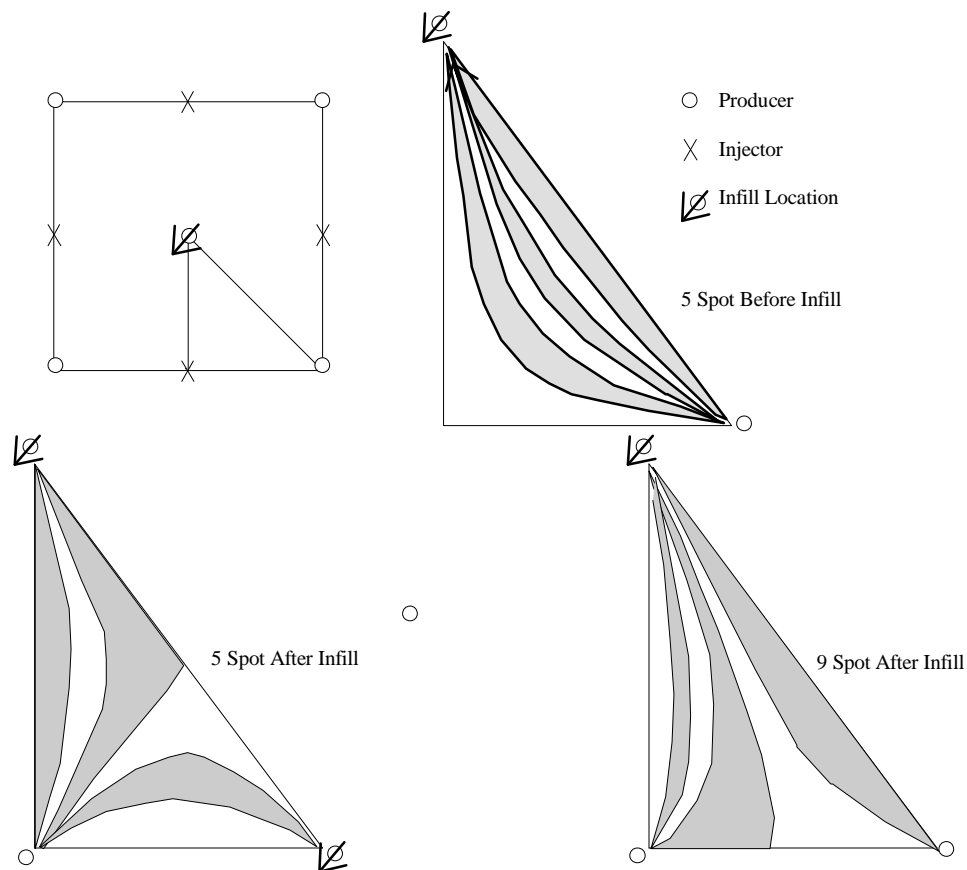 Producer
Injector
Infill Location
5 Spot Before Infill
5 Spot After Infill
9 Spot After Infill